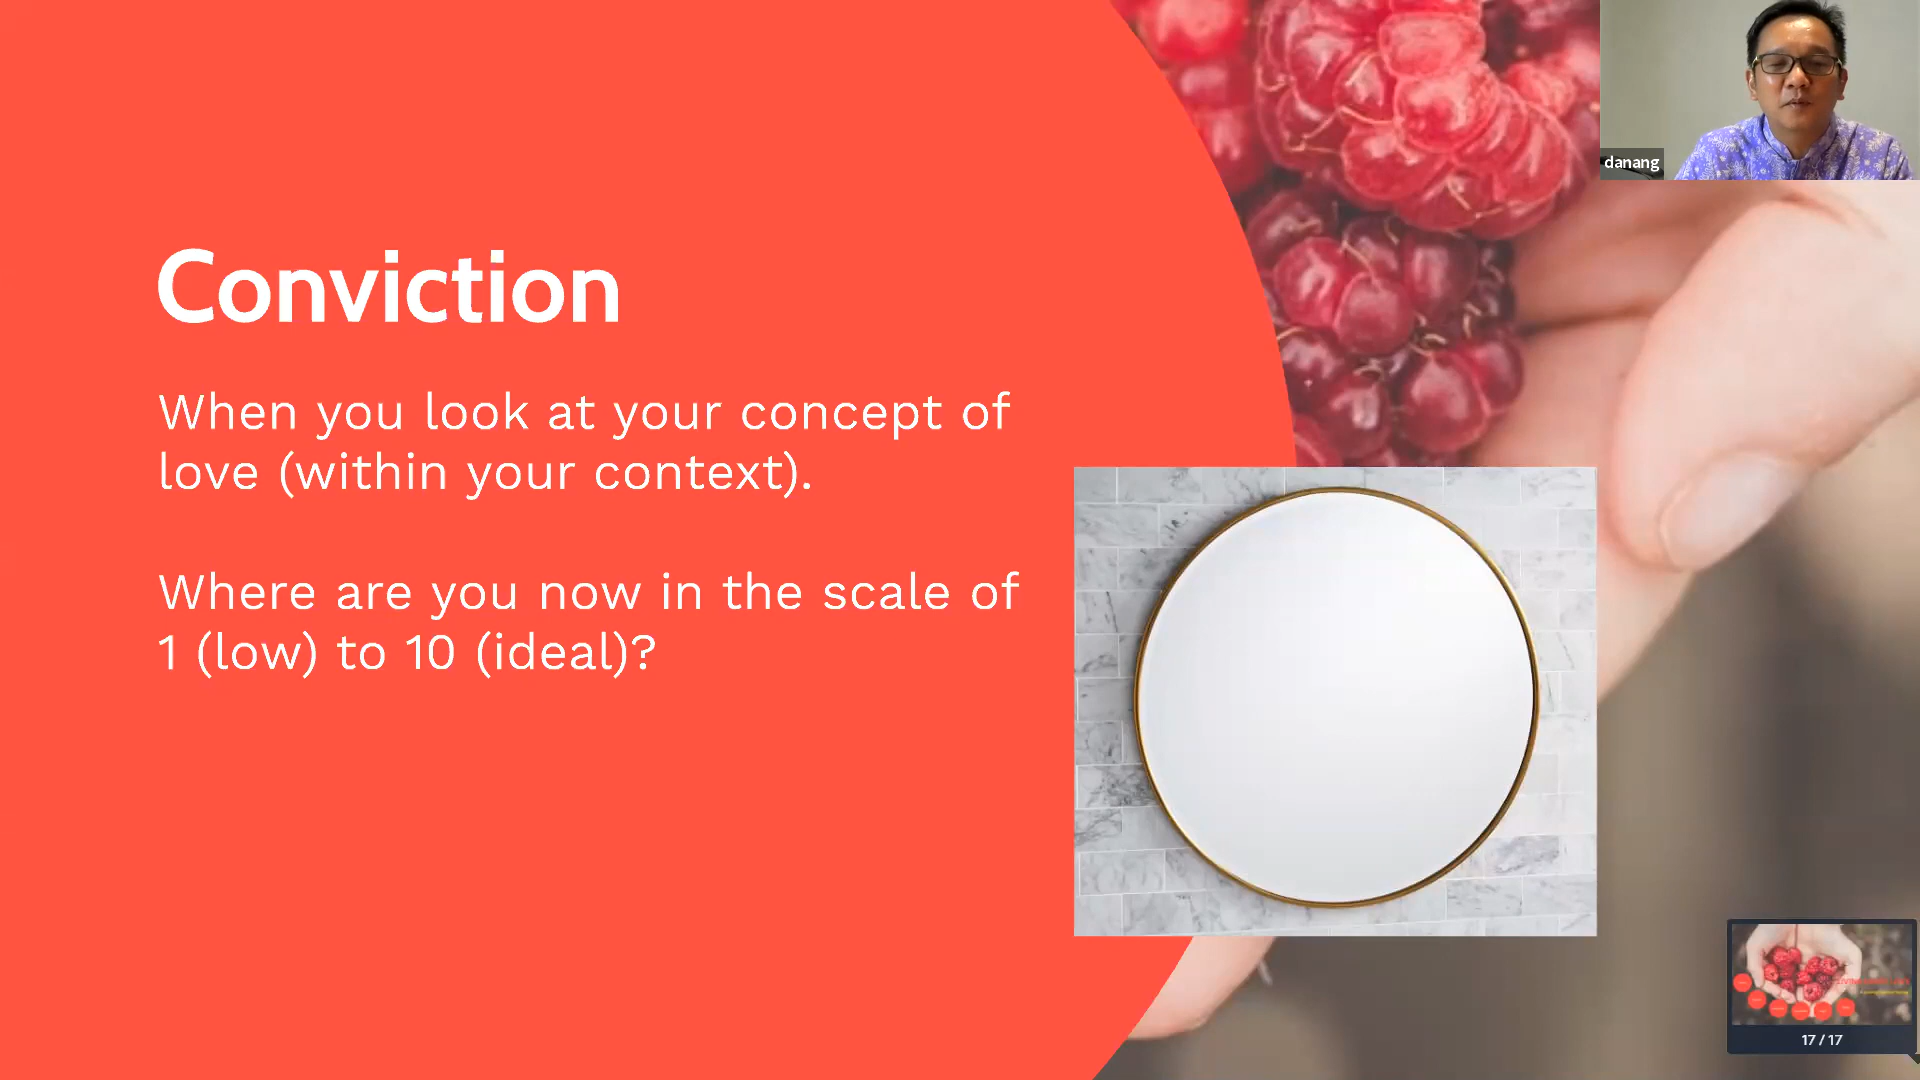 danang
Conviction
When you look at your concept of
love (within your context).
Where are you now in the scale of
1 (low) to 10 (ideal)?
17 / 17